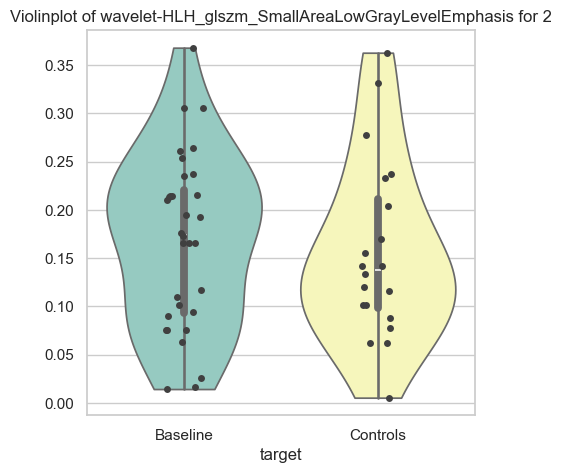 Violinplot of wavelet-HLH_glszm_SmallAreaLowGrayLevelEmphasis for 2
0.35
0.30
0.25
0.20
0.15
0.10
0.05
0.00
Baseline
Controls
target